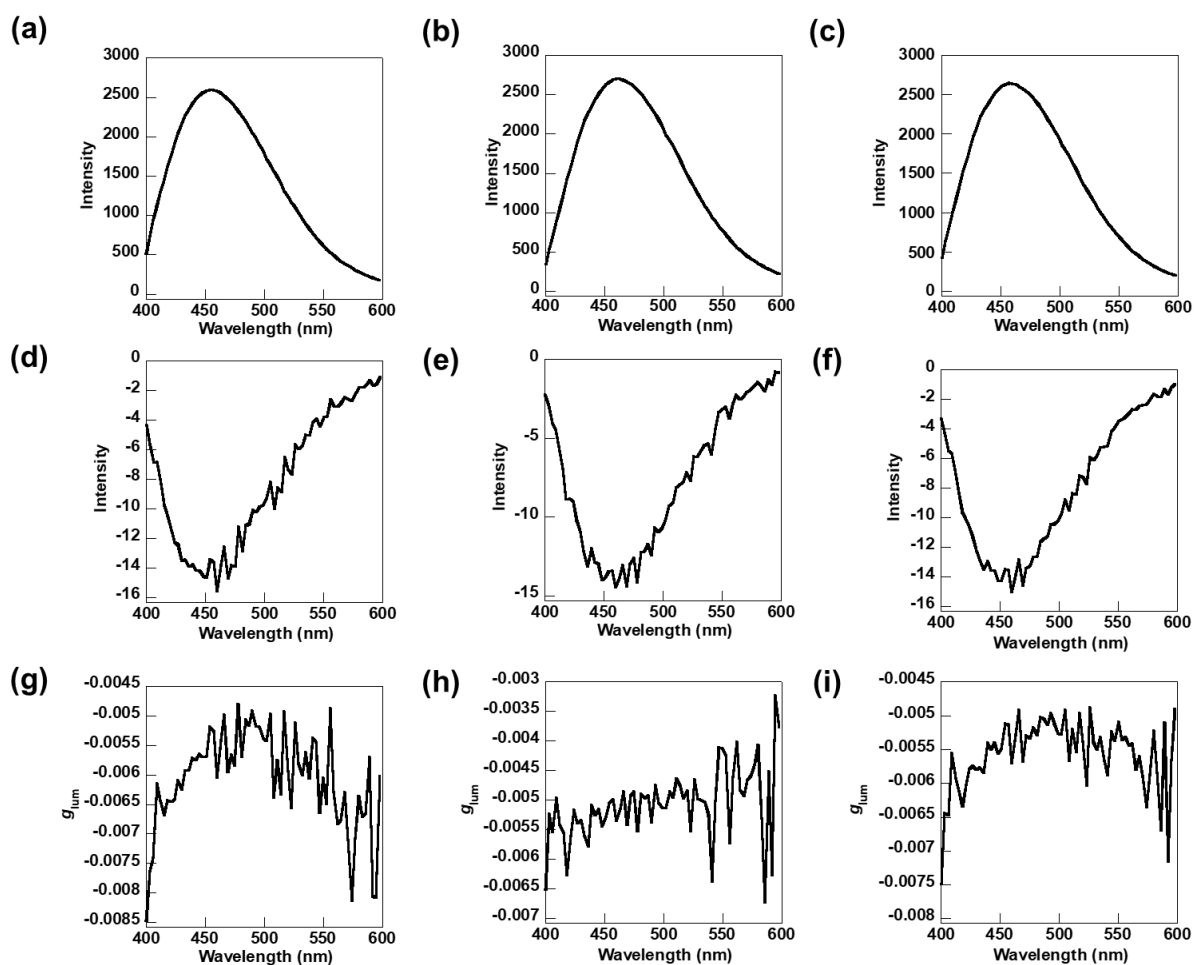 (a)
3000
2500
2000
1500
1000
500
0
Intensity
400 450 500 550 600
Wavelength (nm)
(b)
3000
2500
2000
1500
1000
500
0
Intensity
400 450 500 550 600
Wavelength (nm)
(c)
3000
2500
2000
1500
1000
500
0
Intensity
400 450 500 550 600
Wavelength (nm)
(d)
0
-2
-4
-6
-8
-10
-12
-14
-16
Intensity
400 450 500 550 600
Wavelength (nm)
(e)
0
-5
-10
-15
Intensity
400 450 500 550 600
Wavelength (nm)
(f)
0
-2
-4
-6
-8
-10
-12
-14
-16
Intensity
400 450 500 550 600
Wavelength (nm)
(g)
-0.0045
-0.005
-0.0055
-0.006
-0.0065
-0.007
-0.0075
-0.008
-0.0085
glum
400 450 500 550 600
Wavelength (nm)
(h)
-0.003
-0.0035
-0.004
-0.0045
-0.005
-0.0055
-0.006
-0.0065
-0.007
glum
400 450 500 550 600
Wavelength (nm)
(i)
-0.0045
-0.005
-0.0055
-0.006
-0.0065
-0.007
-0.0075
-0.008
glum
400 450 500 550 600
Wavelength (nm)